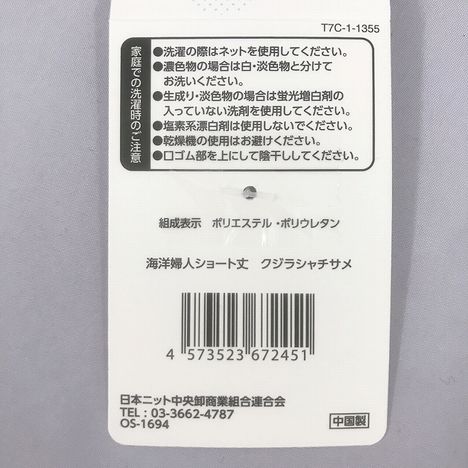 T7C-1-1355
家庭での洗濯時のご注意
●洗濯の際はネットを使用してください。
●濃色物の場合は白・淡色物と分けて
お洗いください。
●生成り・淡色物の場合は蛍光増白剤の
入っていない洗剤を使用してください。
●塩素系漂白剤は使用しないでください。
●乾燥機の使用はお避けください。
●口ゴム部を上にして陰干ししてください。
組成表示 ポリエステル・ポリウレタン
海洋婦人ショート丈 クジラシャチサメ
4 573523 672451
日本ニット中央卸商業組合連合会
TEL : 03-3662-4787
OS-1694
中国製